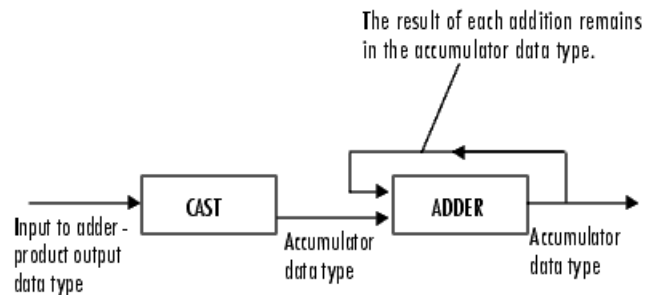 The result of each addition remains
in the accumulator data type.
CAST
ADDER
Input to adder -
product output
data type
Accumulator
data type
Accumulator
data type